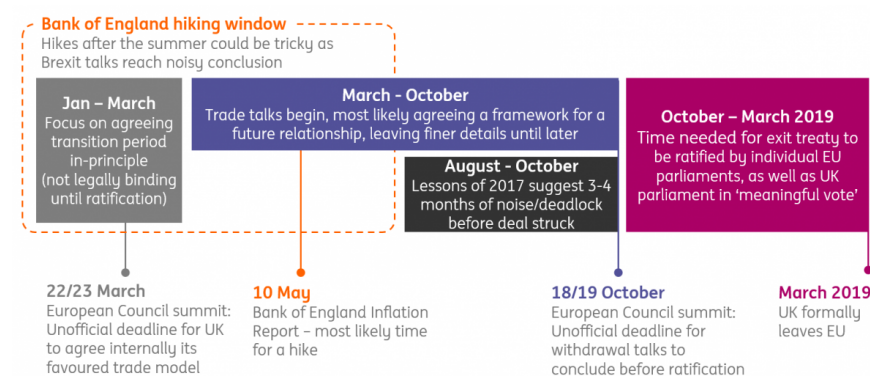 Bank of England hiking window
Hikes after the summer could be tricky as
Brexit talks reach noisy conclusion
Jan – March
Focus on agreeing
transition period
in-principle
(not legally binding
until ratification)
March - October
Trade talks begin, most likely agreeing a framework for a
future relationship, leaving finer details until later
August - October
Lessons of 2017 suggest 3-4
months of noise/deadlock
before deal struck
October – March 2019
Time needed for exit treaty to
be ratified by individual EU
parliaments, as well as UK
parliament in ‘meaningful vote’
22/23 March
European Council summit:
Unofficial deadline for UK
to agree internally its
favoured trade model
10 May
Bank of England Inflation
Report – most likely time
for a hike
18/19 October
European Council summit:
Unofficial deadline for
withdrawal talks to
conclude before ratification
March 2019
UK formally
leaves EU